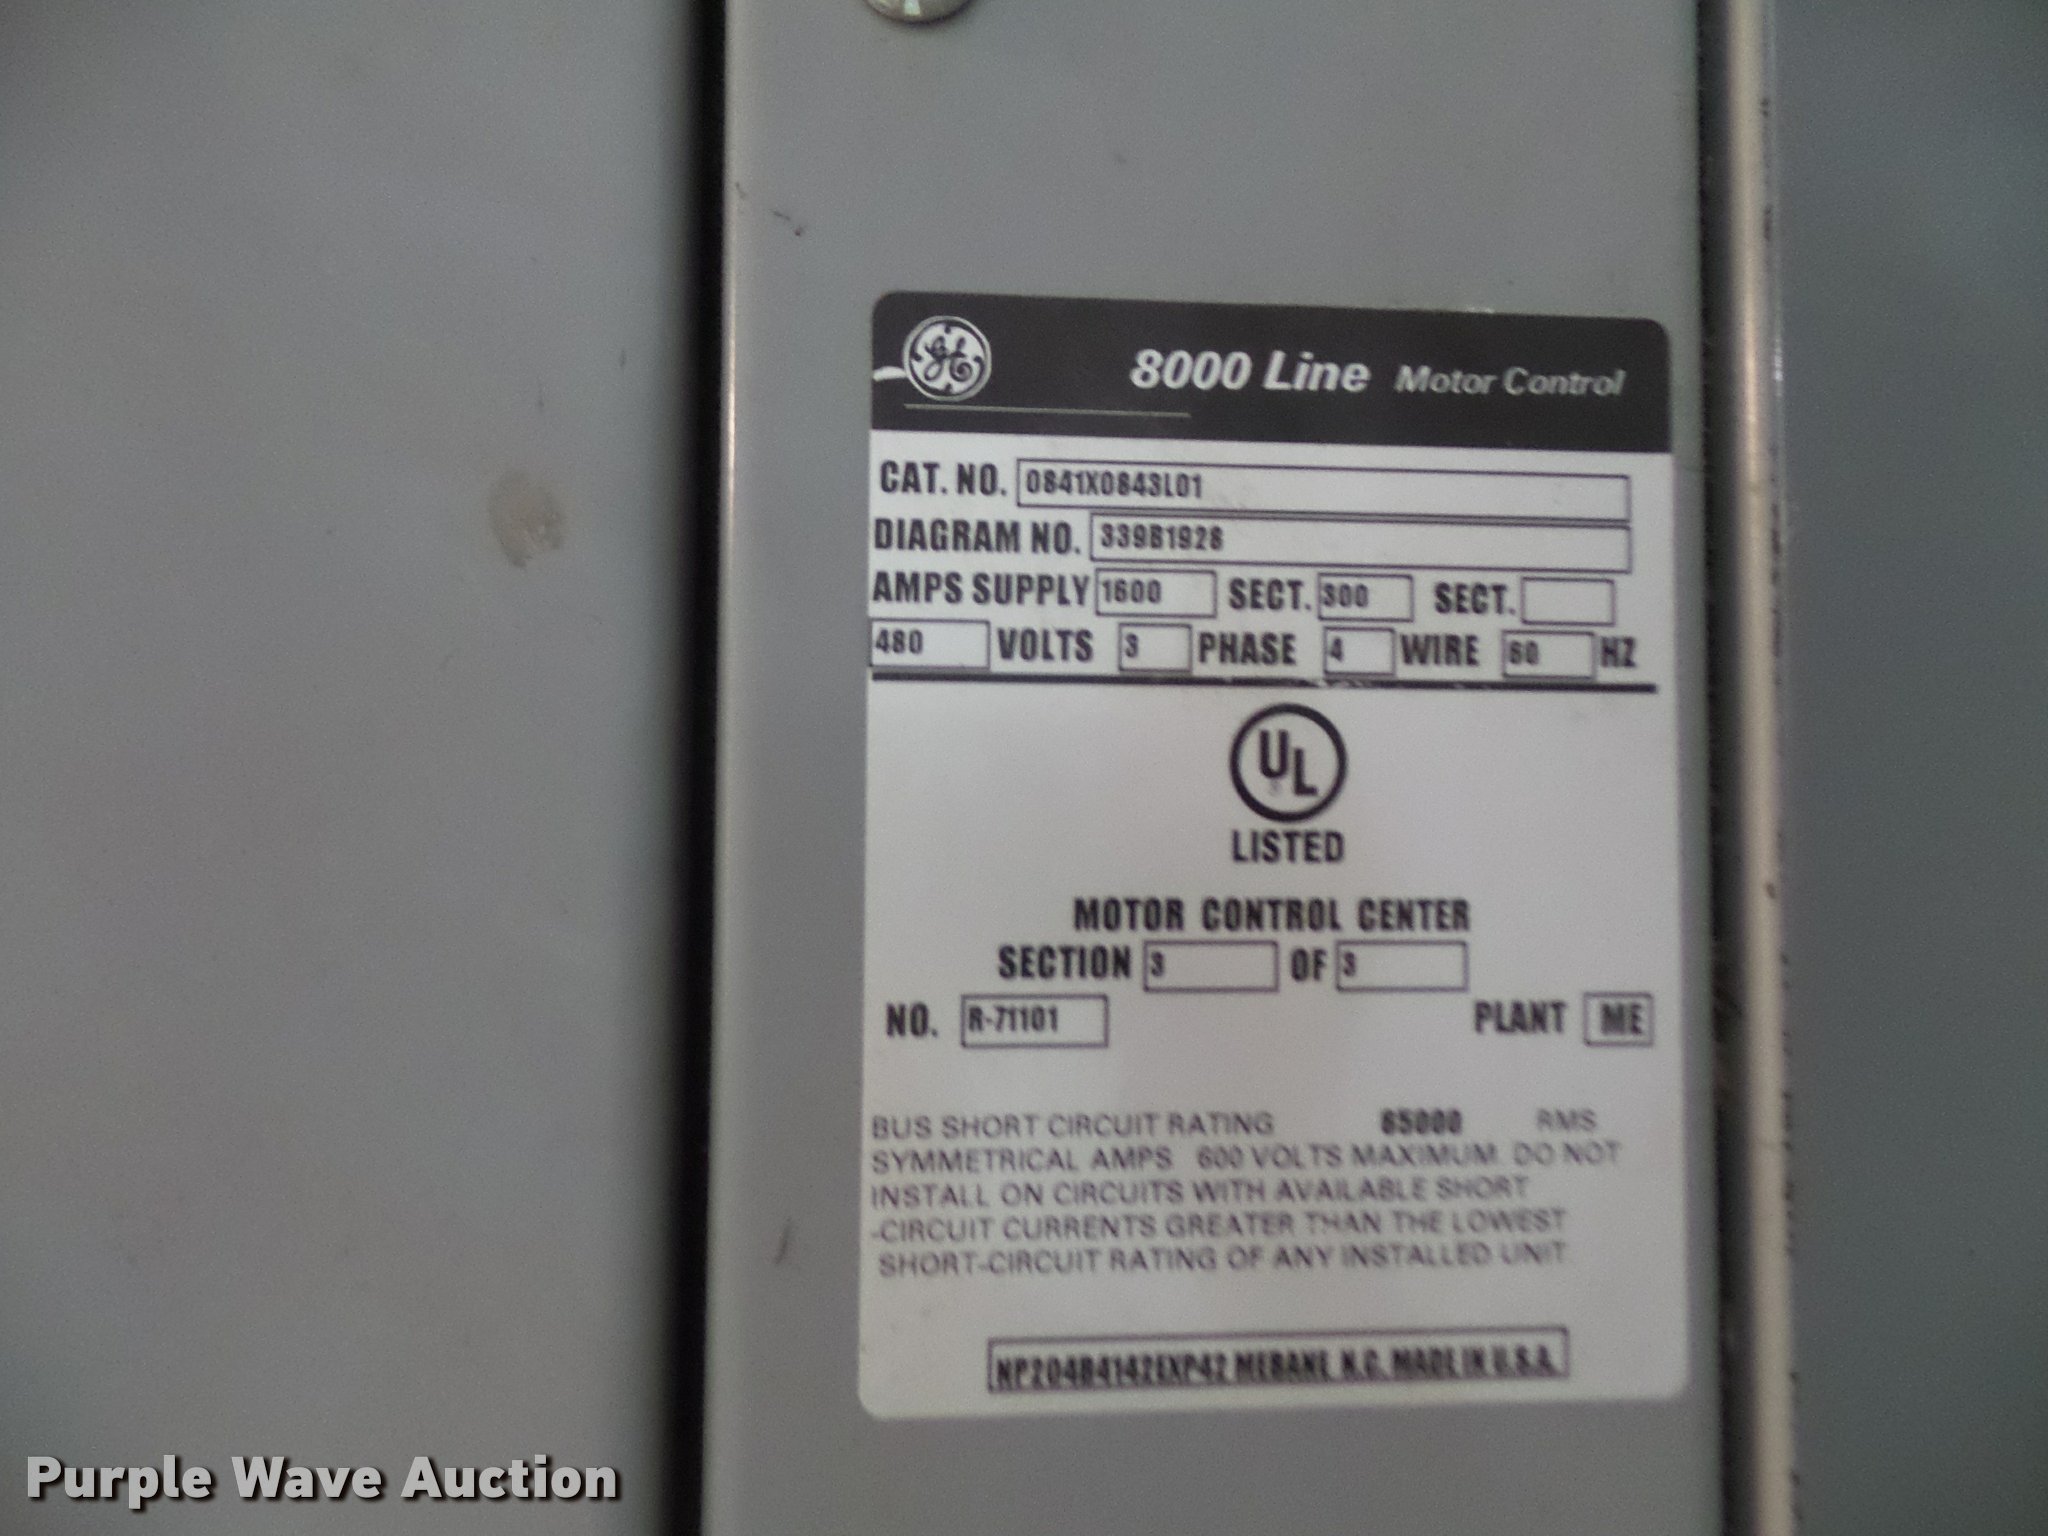 8000 Line Motor Control
CAT. NO. 0841X0843L01
DIAGRAM NO. 339B1928
AMPS SUPPLY 1600 SECT. 300 SECT.
480 VOLTS 3 PHASE 4 WIRE 60 HZ
UL
LISTED
MOTOR CONTROL CENTER
SECTION 3 OF 3
NO. R-71101 PLANT ME
BUS SHORT CIRCUIT RATING 65000 RMS
SYMMETRICAL AMPS 600 VOLTS MAXIMUM. DO NOT
INSTALL ON CIRCUITS WITH AVAILABLE SHORT
-CIRCUIT CURRENTS GREATER THAN THE LOWEST
SHORT-CIRCUIT RATING OF ANY INSTALLED UNIT
NP204B4142EXP42 MEBANE, N.C. MADE IN U.S.A.
Purple Wave Auction